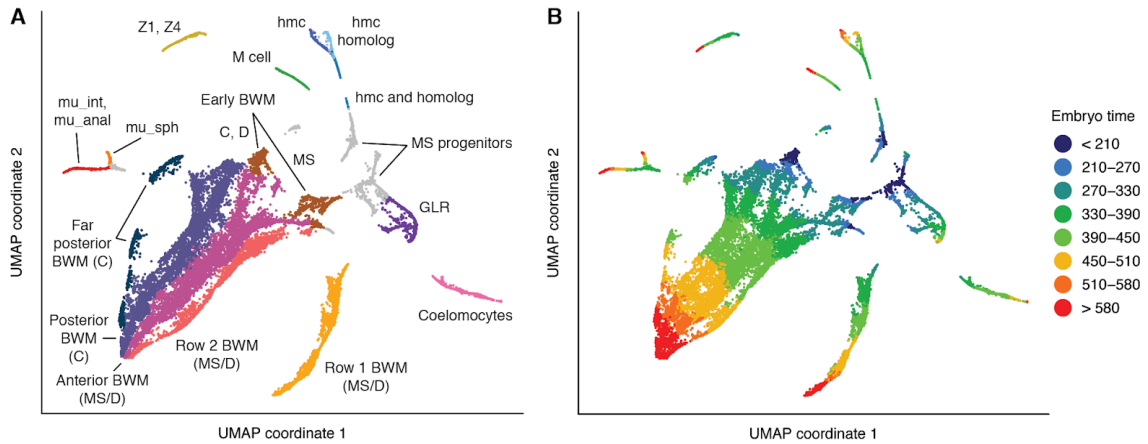 A
Z1, Z4
hmc
hmc
homolog
M cell
hmc and homolog
Early BWM
mu_int,
mu_anal
mu_sph
C, D
MS
MS progenitors
GLR
Far
posterior
BWM (C)
Coelomocytes
Posterior
BWM
(C)
Row 2 BWM
(MS/D)
Row 1 BWM
(MS/D)
Anterior BWM
(MS/D)
UMAP coordinate 2
UMAP coordinate 1
B
UMAP coordinate 2
UMAP coordinate 1
Embryo time
< 210
210–270
270–330
330–390
390–450
450–510
510–580
> 580